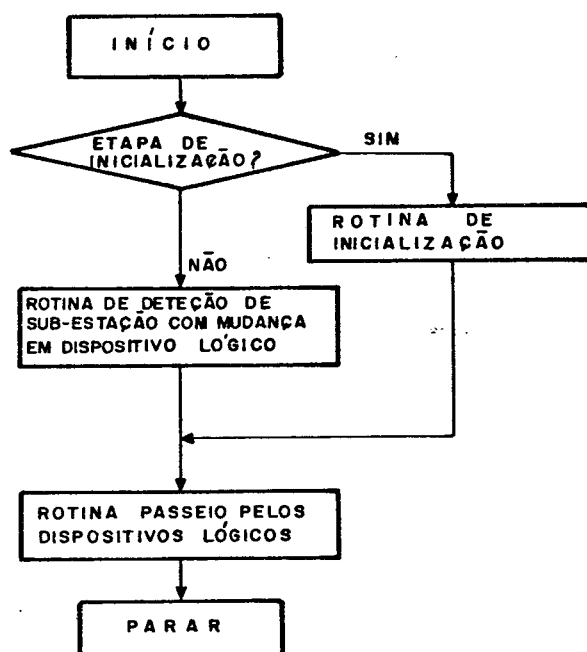 INÍCIO
ETAPA DE
INICIALIZAÇÃO?
SIM
ROTINA DE
INICIALIZAÇÃO
NÃO
ROTINA DE DETEÇÃO DE
SUB-ESTAÇÃO COM MUDANÇA
EM DISPOSITIVO LÓGICO
ROTINA PASSEIO PELOS
DISPOSITIVOS LÓGICOS
PARAR